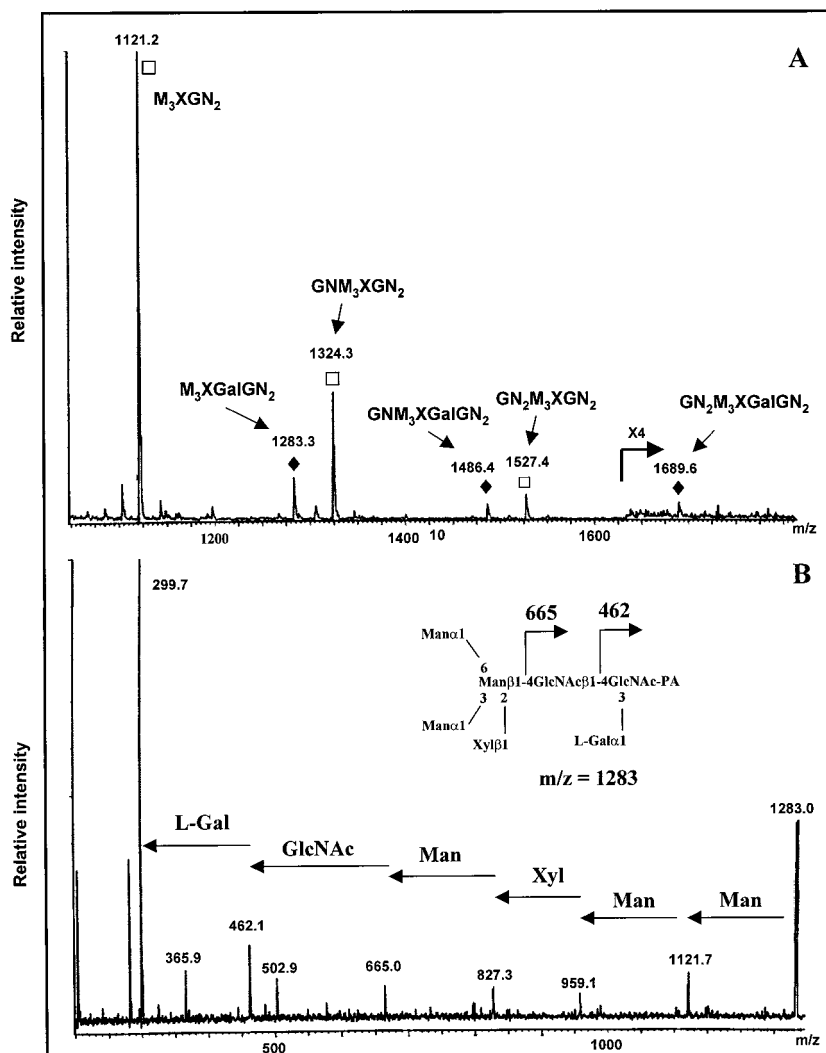 1121.2
A
M3XGN2
GNM3XGN2
1324.3
M3XGalGN2
1283.3
GNM3XGalGN2
1486.4
GN2M3XGN2
1527.4
X4
GN2M3XGalGN2
1689.6
Relative intensity
1200 1400 10 1600 m/z
B
299.7
665 462
Manα1
6
Manβ1-4GlcNAcβ1-4GlcNAc-PA
3 2 3
Manα1
Xylβ1 L-Galα1
m/z = 1283
1283.0
L-Gal
GlcNAc
Man
Xyl
Man
Man
365.9
462.1
502.9
665.0
827.3
959.1
1121.7
Relative intensity
500 1000 m/z